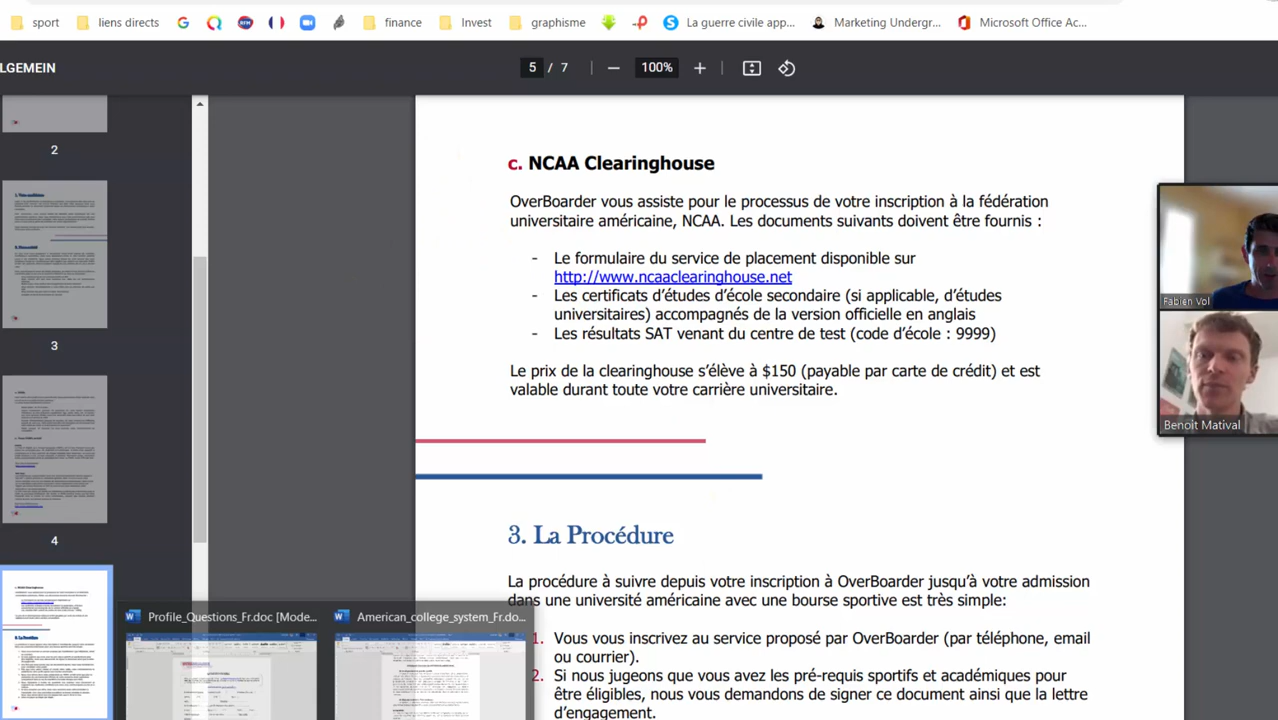 sport liens directs finance Invest graphisme La guerre civile app... Marketing Undergr... Microsoft Office Ac...
LGEMEIN 5 / 7 — 100% +
2
3
4
c. NCAA Clearinghouse
OverBoarder vous assiste pour le processus de votre inscription à la fédération
universitaire américaine, NCAA. Les documents suivants doivent être fournis :
- Le formulaire du service de placement disponible sur
http://www.ncaaclearinghouse.net
- Les certificats d'études d'école secondaire (si applicable, d'études
universitaires) accompagnés de la version officielle en anglais
- Les résultats SAT venant du centre de test (code d'école : 9999)
Le prix de la clearinghouse s'élève à $150 (payable par carte de crédit) et est
valable durant toute votre carrière universitaire.
3. La Procédure
La procédure à suivre depuis votre inscription à OverBoarder jusqu'à votre admission
dans une université américaine avec une bourse sportive est très simple:
1. Vous vous inscrivez au service proposé par OverBoarder (par téléphone, email
ou courrier).
2. Si nous jugeons que vous avez les pré-requis sportifs et académiques pour
être éligibles, nous vous demandons de signer ce document ainsi que la lettre
d'engagement.
Profile_Questions_Fr.doc [Mode... American_college_system_Fr.do...
Fabien Vol
Benoit Matival